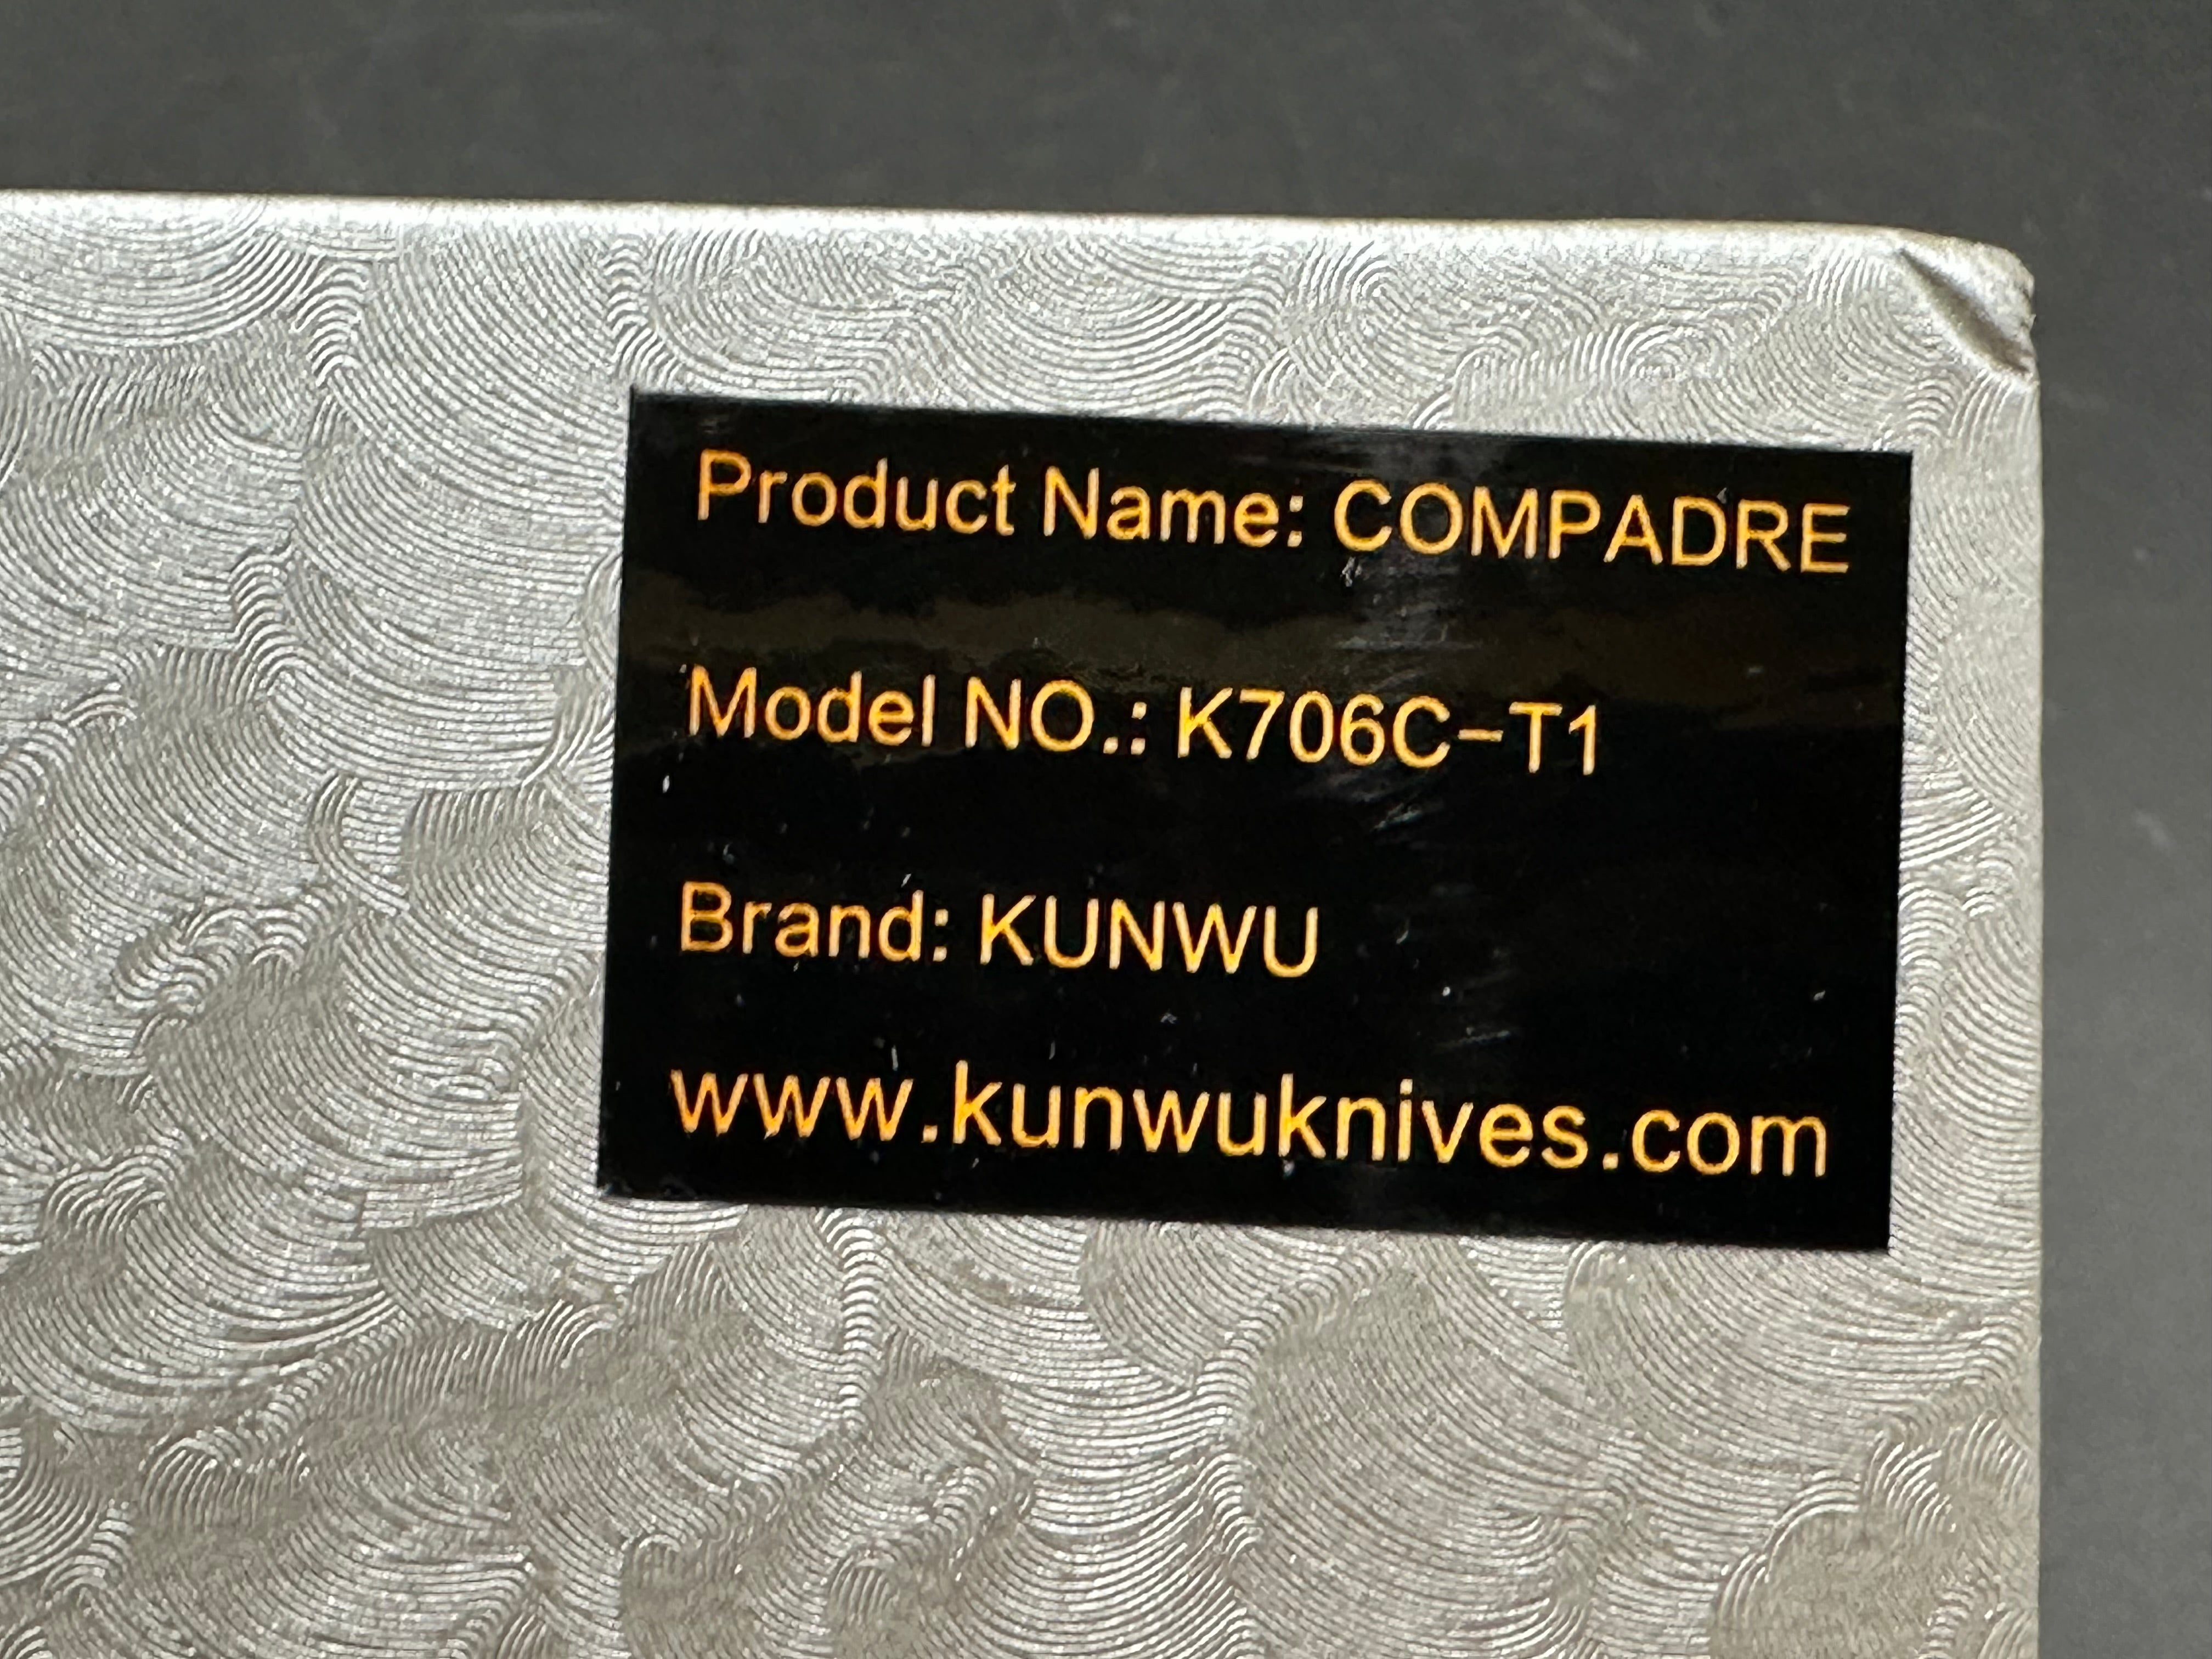 Product Name: COMPADRE
Model NO.: K706C-T1
Brand: KUNWU
www.kunwuknives.com